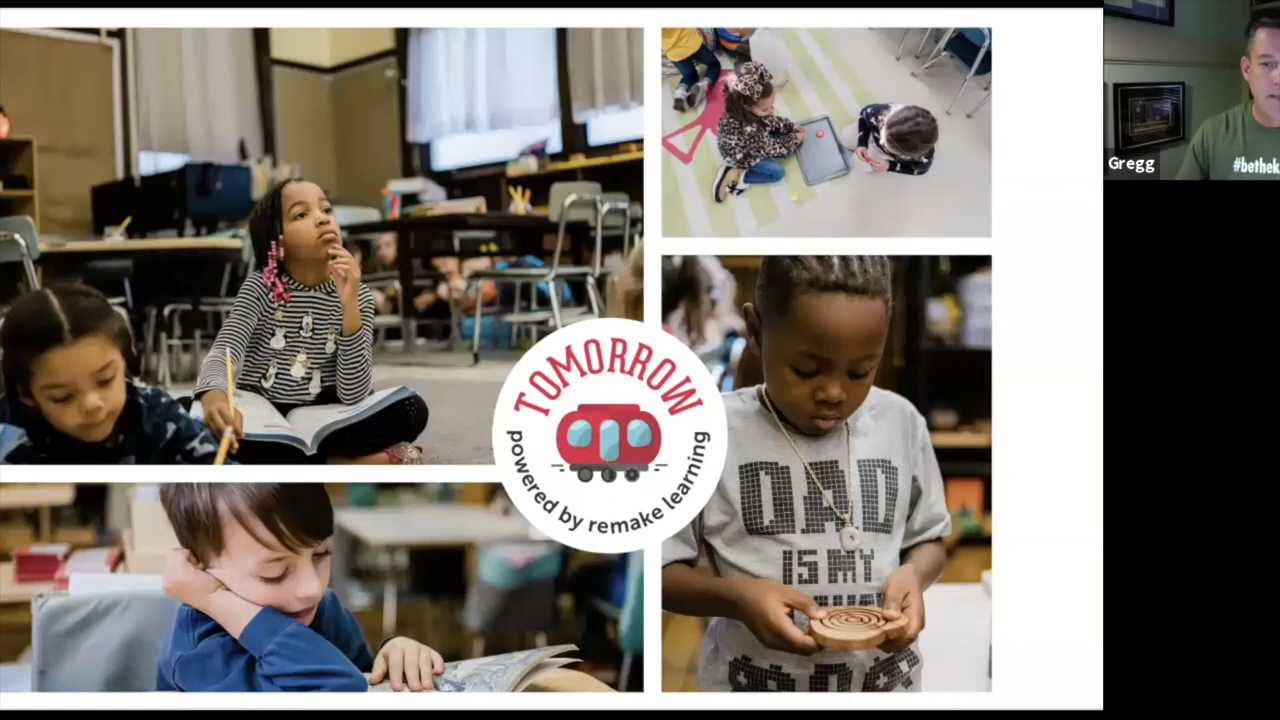 Gregg
#bethek
TOMORROW
powered by remake learning
DAD
IS MY